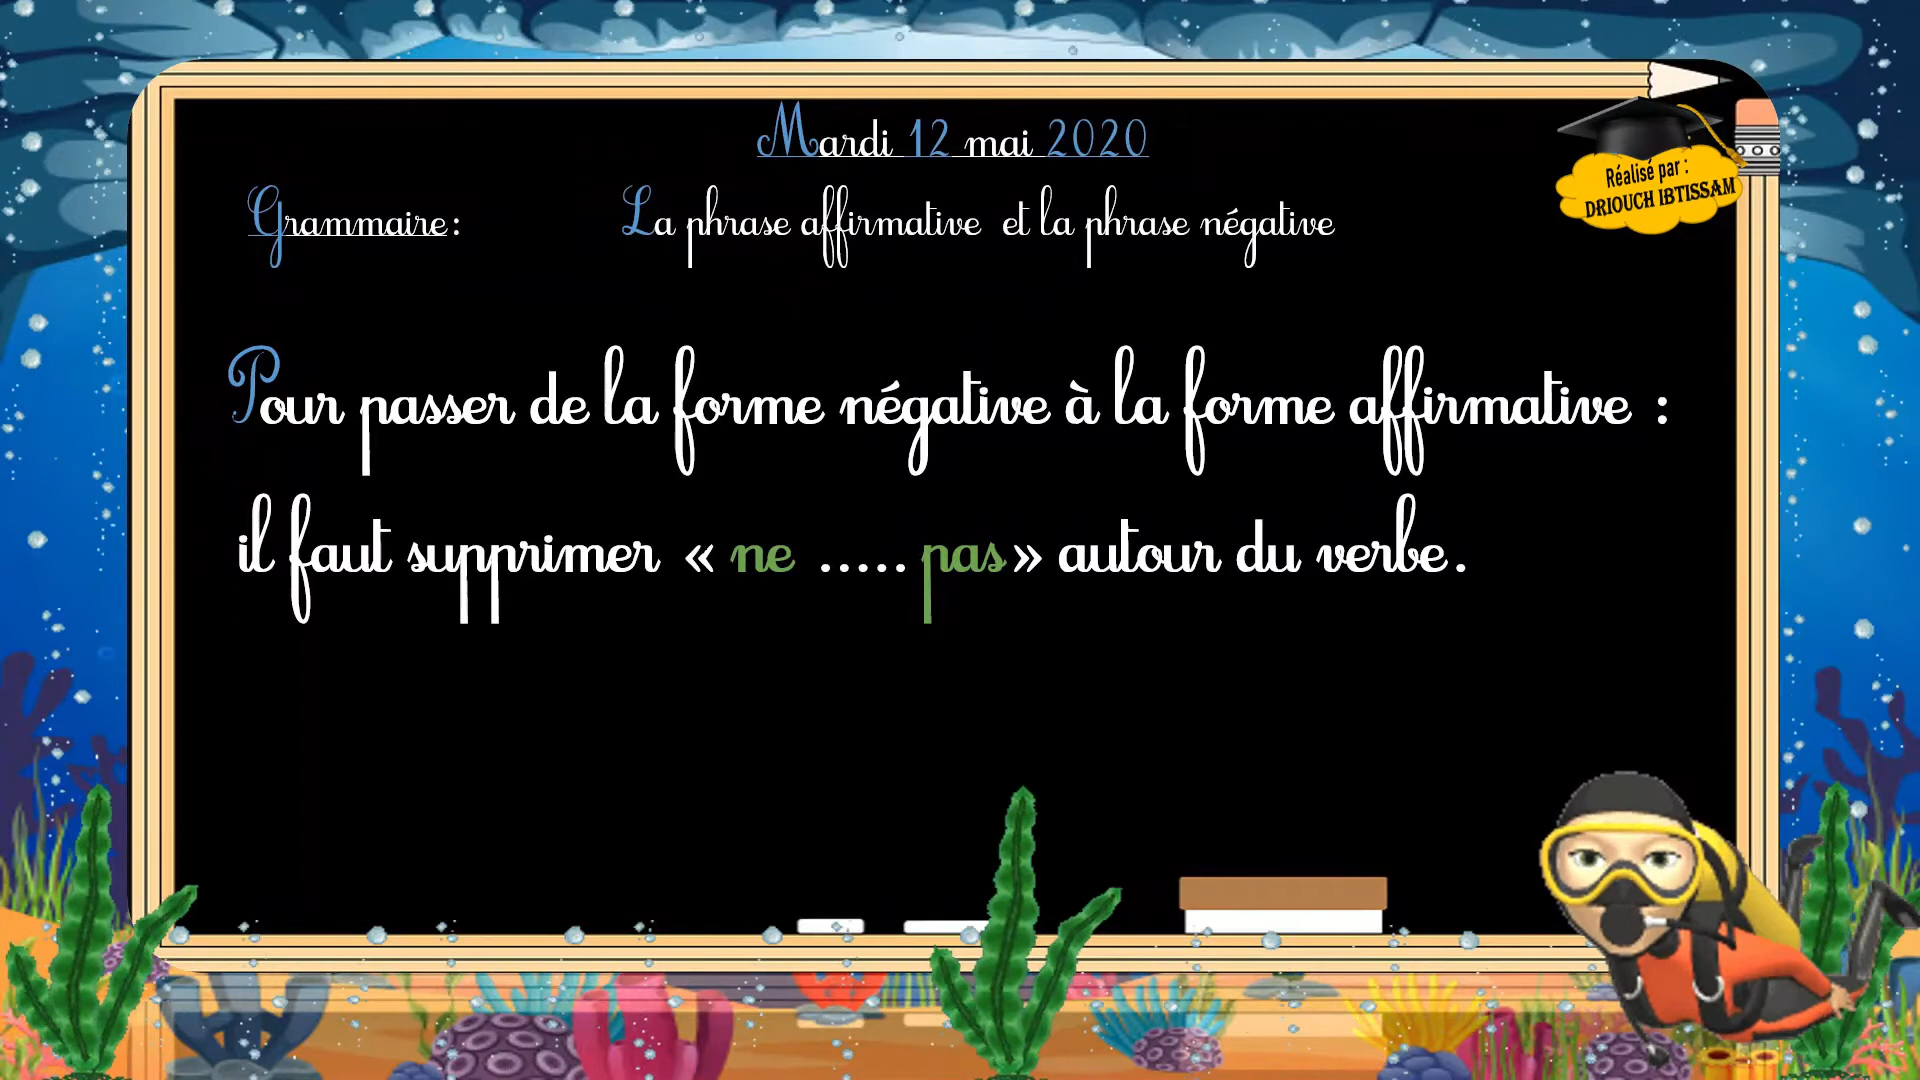 Mardi 12 mai 2020
Réalisé par :
DRIOUCH IBTISSAM
Grammaire : La phrase affirmative et la phrase négative
Pour passer de la forme négative à la forme affirmative :
il faut supprimer « ne ..... pas » autour du verbe.